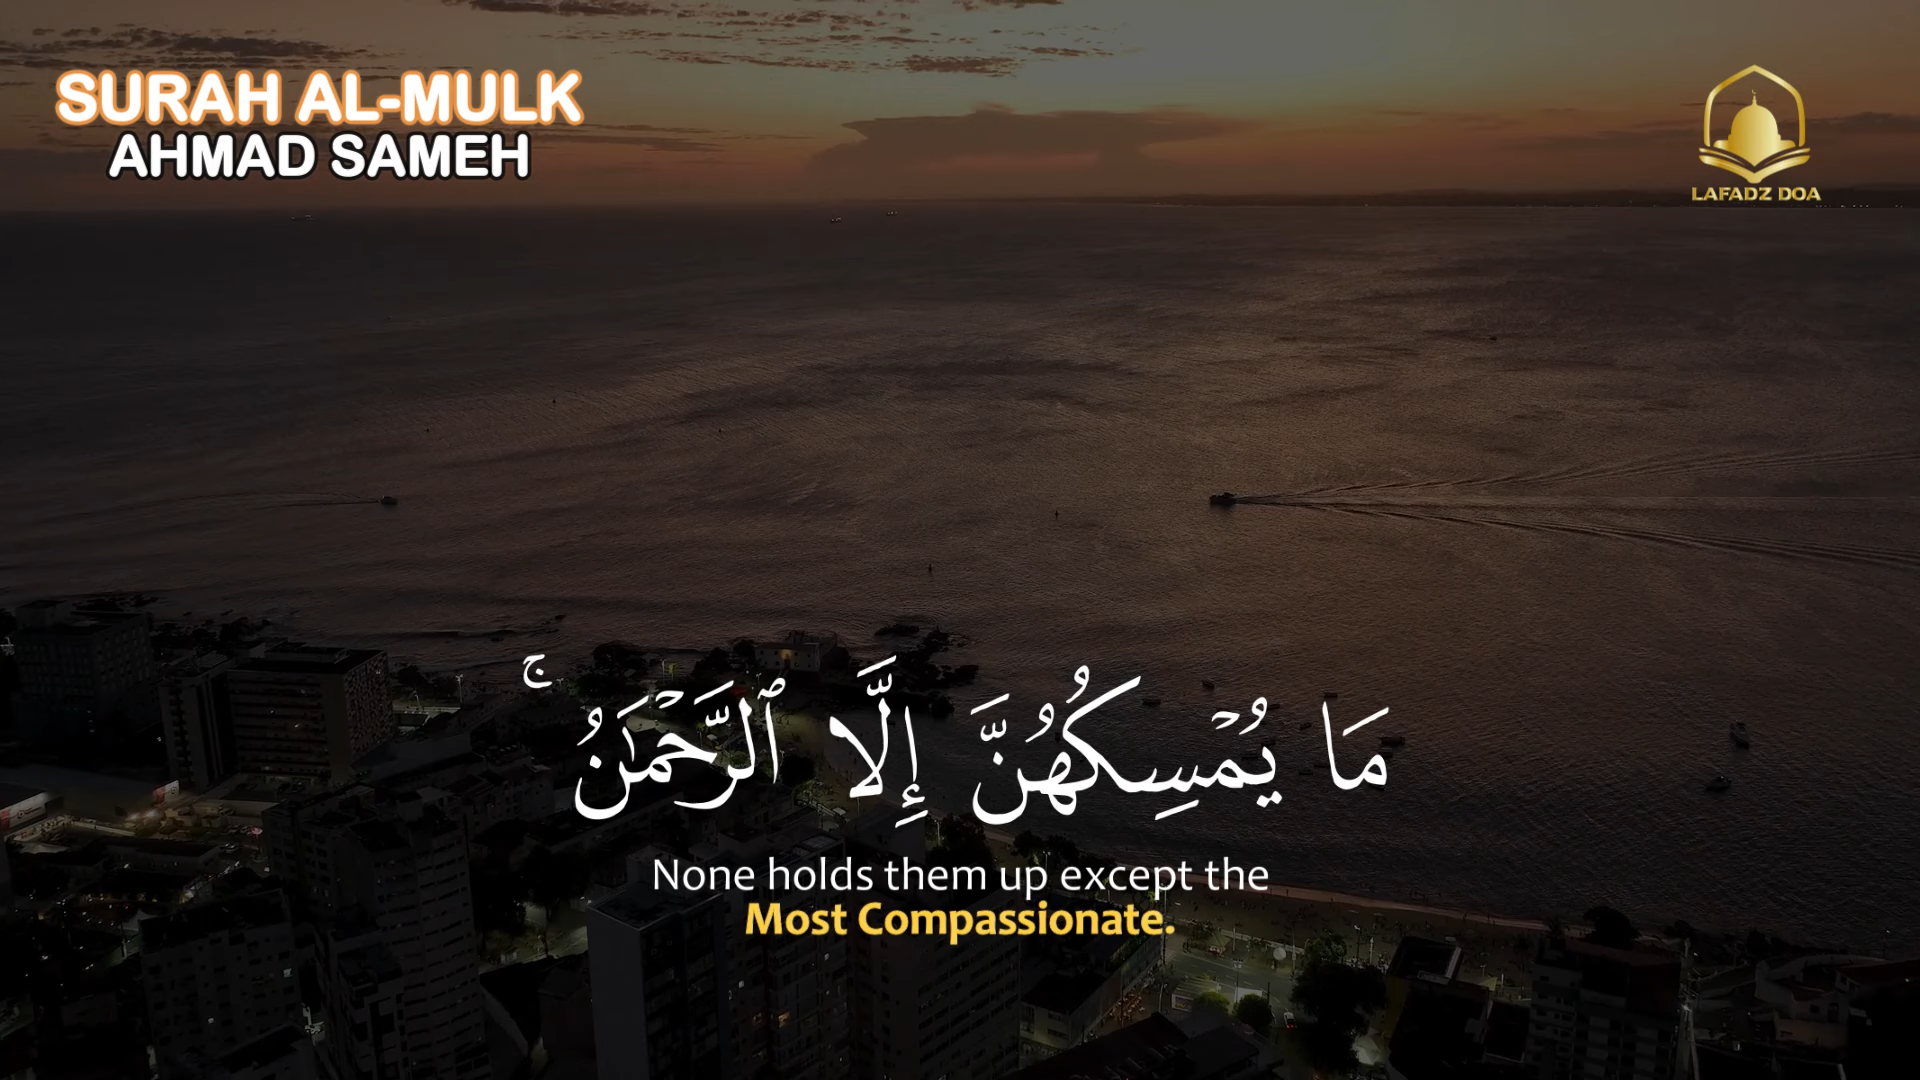 SURAH AL-MULK
AHMAD SAMEH
LAFADZ DOA
مَا يُمْسِكُهُنَّ إِلَّا ٱلرَّحْمَـٰنُ ۚ
None holds them up except the
Most Compassionate.